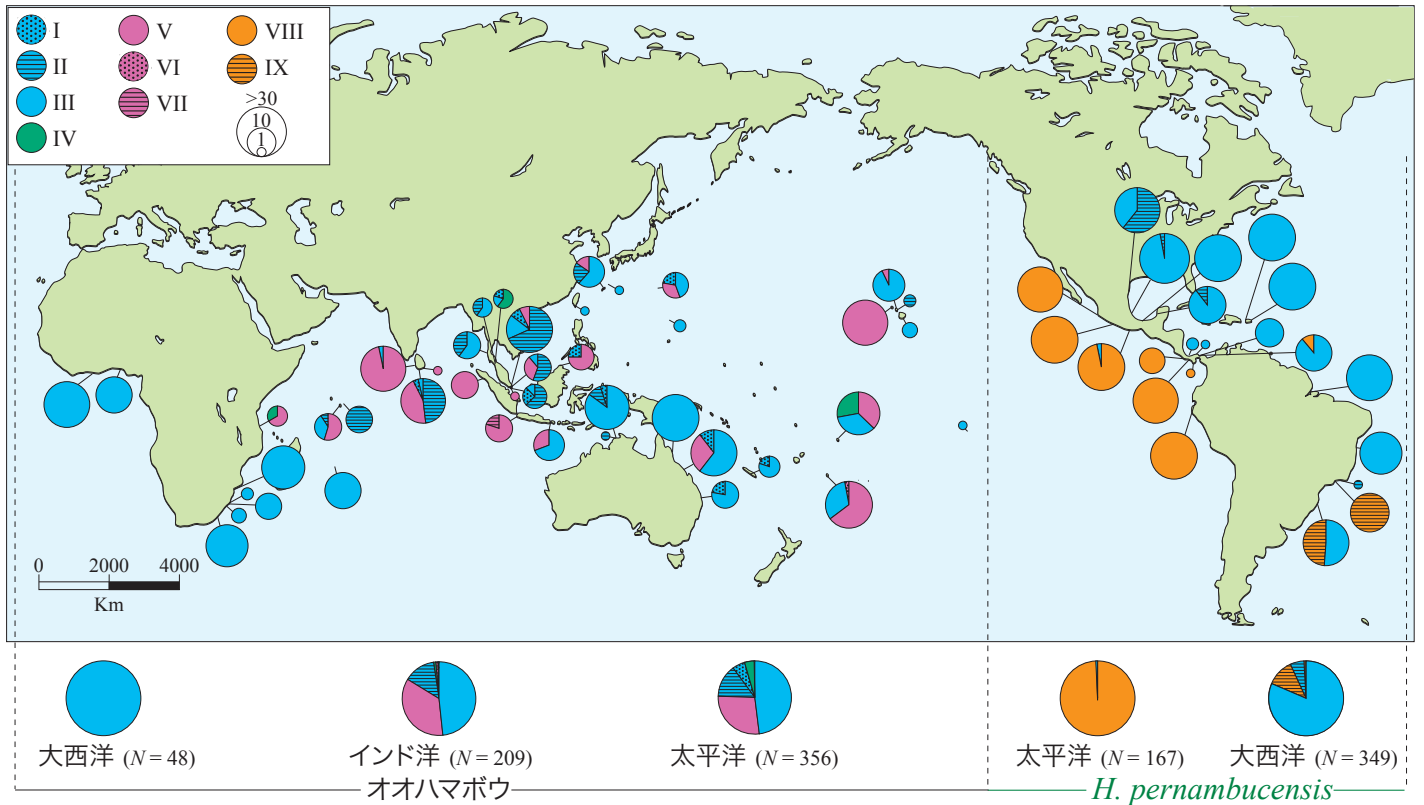 I
II
III
IV
V
VI
VII
VIII
IX
>30
10
1
0 2000 4000
Km
大西洋 (N = 48)
インド洋 (N = 209)
太平洋 (N = 356)
太平洋 (N = 167)
大西洋 (N = 349)
オオハマボウ
H. pernambucensis